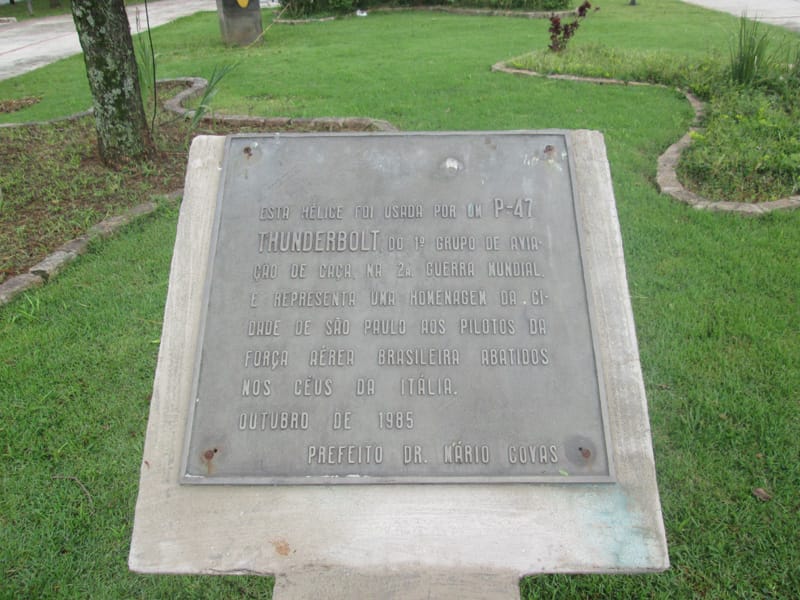 ESTA HÉLICE FOI USADA POR UM P-47
THUNDERBOLT, DO 1º GRUPO DE AVIA-
ÇÃO DE CAÇA, NA 2A. GUERRA MUNDIAL,
E REPRESENTA UMA HOMENAGEM DA CI-
DADE DE SÃO PAULO AOS PILOTOS DA
FORÇA AÉREA BRASILEIRA ABATIDOS
NOS CÉUS DA ITÁLIA.
OUTUBRO DE 1985
PREFEITO DR. MÁRIO COVAS